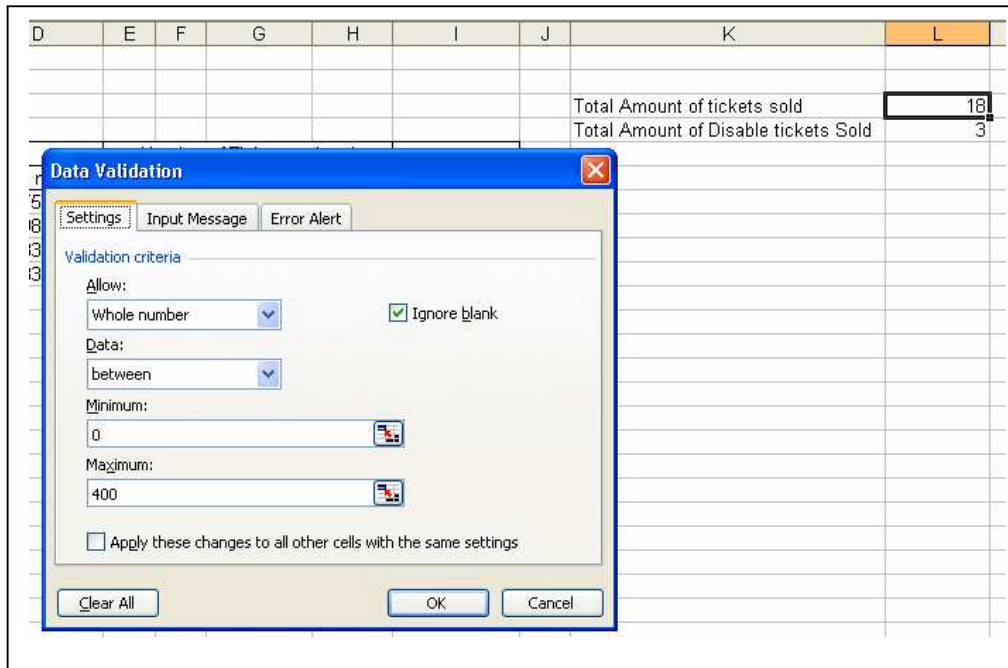 D E F G H I J K L
Total Amount of tickets sold 18
Total Amount of Disable tickets Sold 3
Data Validation
Settings Input Message Error Alert
Validation criteria
Allow:
Whole number Ignore blank
Data:
between
Minimum:
0
Maximum:
400
Apply these changes to all other cells with the same settings
Clear All OK Cancel